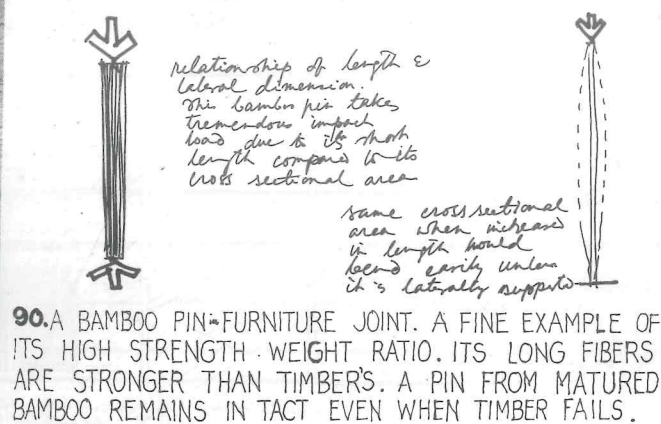 relationship of length &
lateral dimension.
This bamboo pin takes
tremendous impact
load due to its short
length compared to its
cross sectional area
same cross sectional
area when increased
in length would
bend easily unless
it is laterally supported
90. A BAMBOO PIN-IN-FURNITURE JOINT. A FINE EXAMPLE OF
ITS HIGH STRENGTH-WEIGHT RATIO. ITS LONG FIBERS
ARE STRONGER THAN TIMBER'S. A PIN FROM MATURED
BAMBOO REMAINS IN TACT EVEN WHEN TIMBER FAILS.